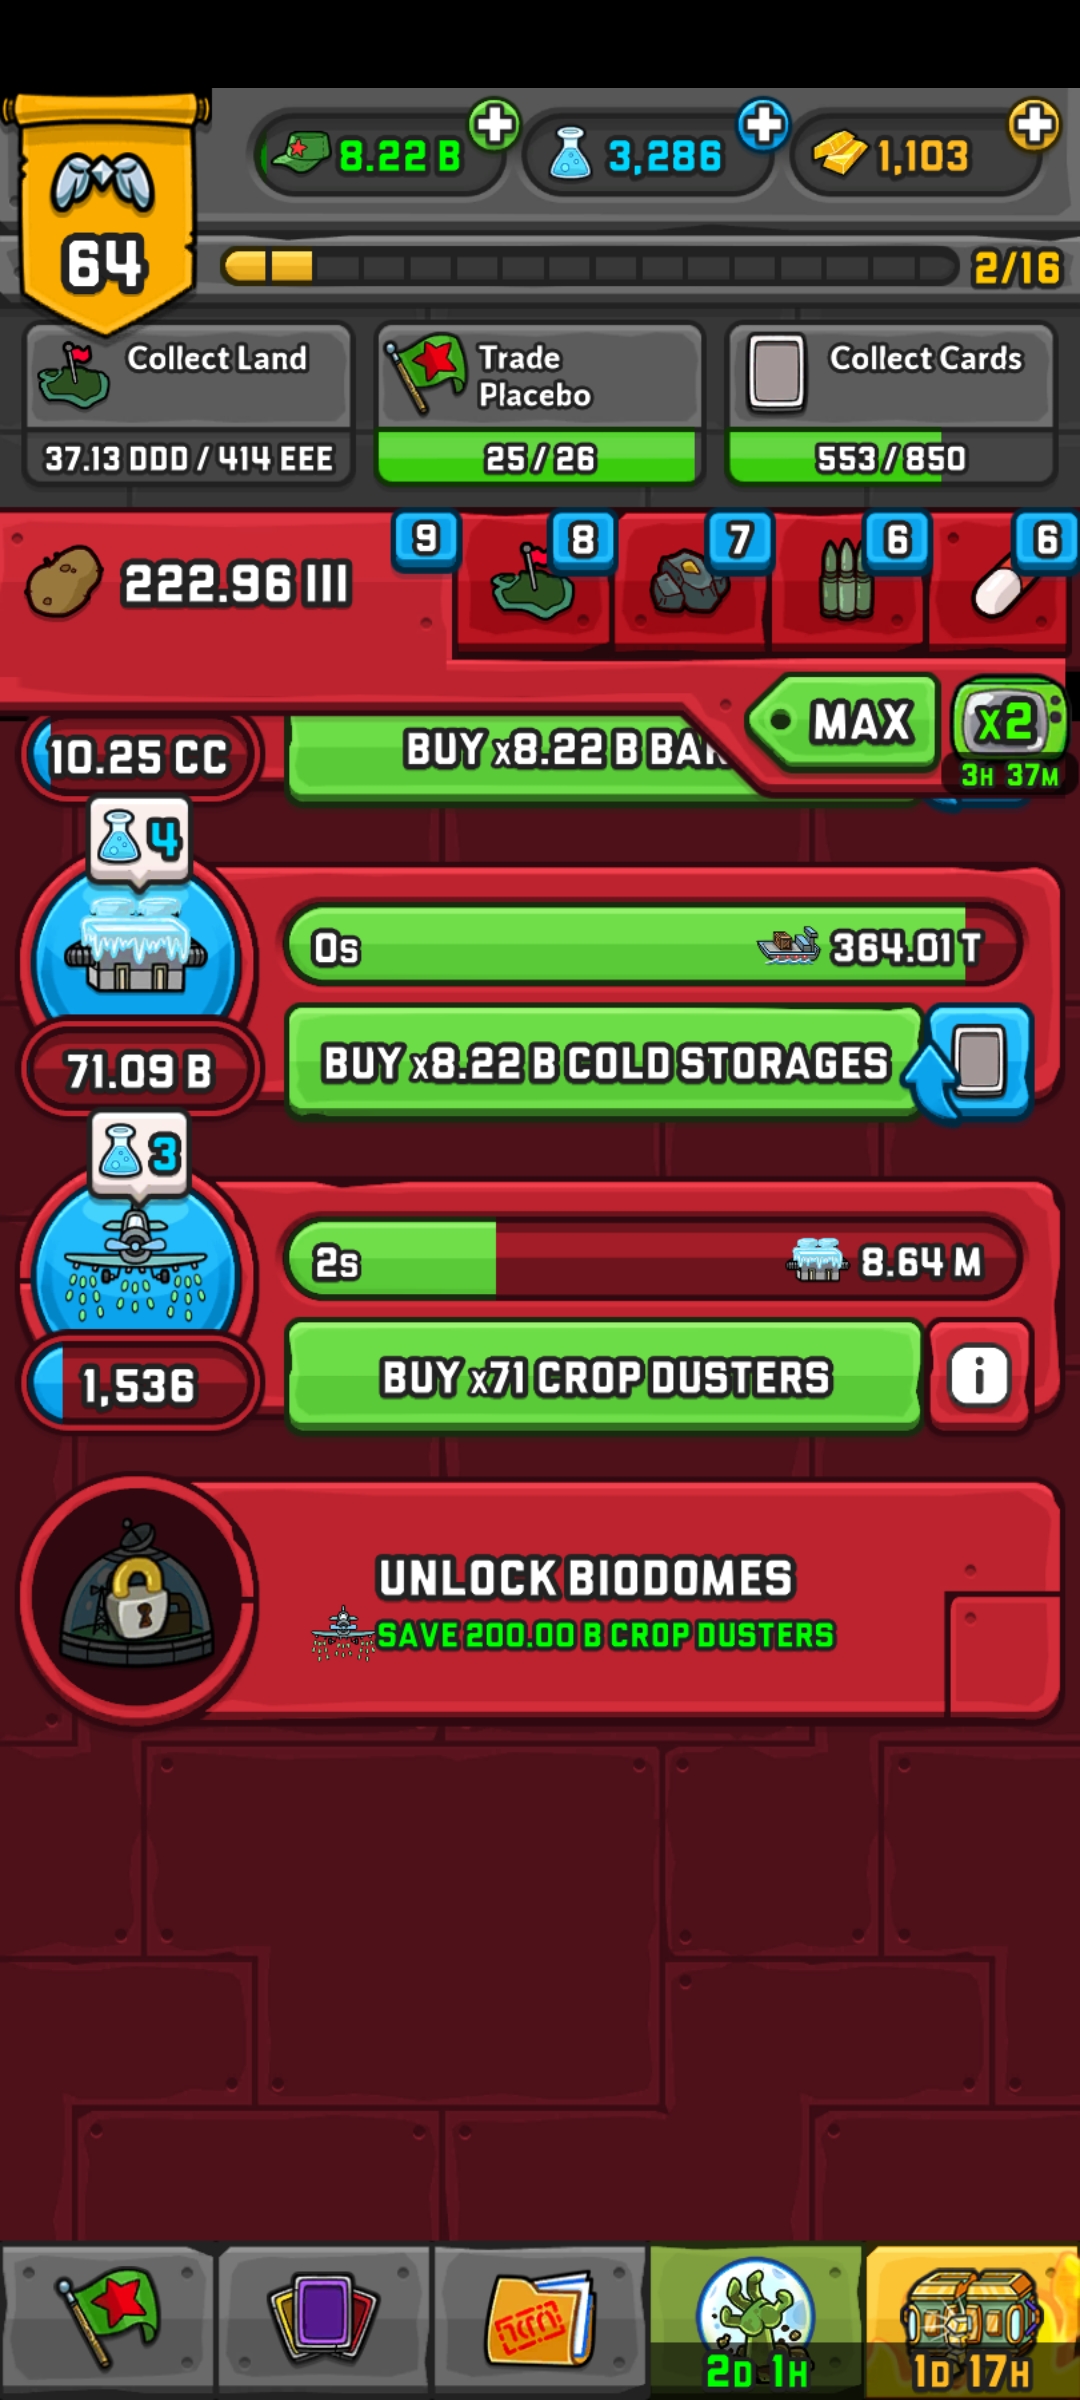 8.22 B
3,286
1,103
64
2/16
Collect Land
37.13 DDD / 414 EEE
Trade
Placebo
25 / 26
Collect Cards
553 / 850
222.96 III
9
8
7
6
6
MAX
x2
3H 37M
10.25 CC
BUY x8.22 B
4
0s
364.01 T
71.09 B
BUY x8.22 B COLD STORAGES
3
2s
8.64 M
1,536
BUY x71 CROP DUSTERS
i
UNLOCK BIODOMES
SAVE 200.00 B CROP DUSTERS
2D 1H
1D 17H